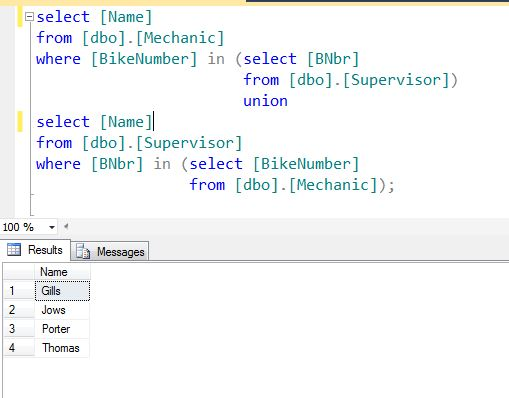 select [Name]
from [dbo].[Mechanic]
where [BikeNumber] in (select [BNbr]
from [dbo].[Supervisor])
union
select [Name]
from [dbo].[Supervisor]
where [BNbr] in (select [BikeNumber]
from [dbo].[Mechanic]);
100 %
Results Messages
Name
1 Gills
2 Jows
3 Porter
4 Thomas